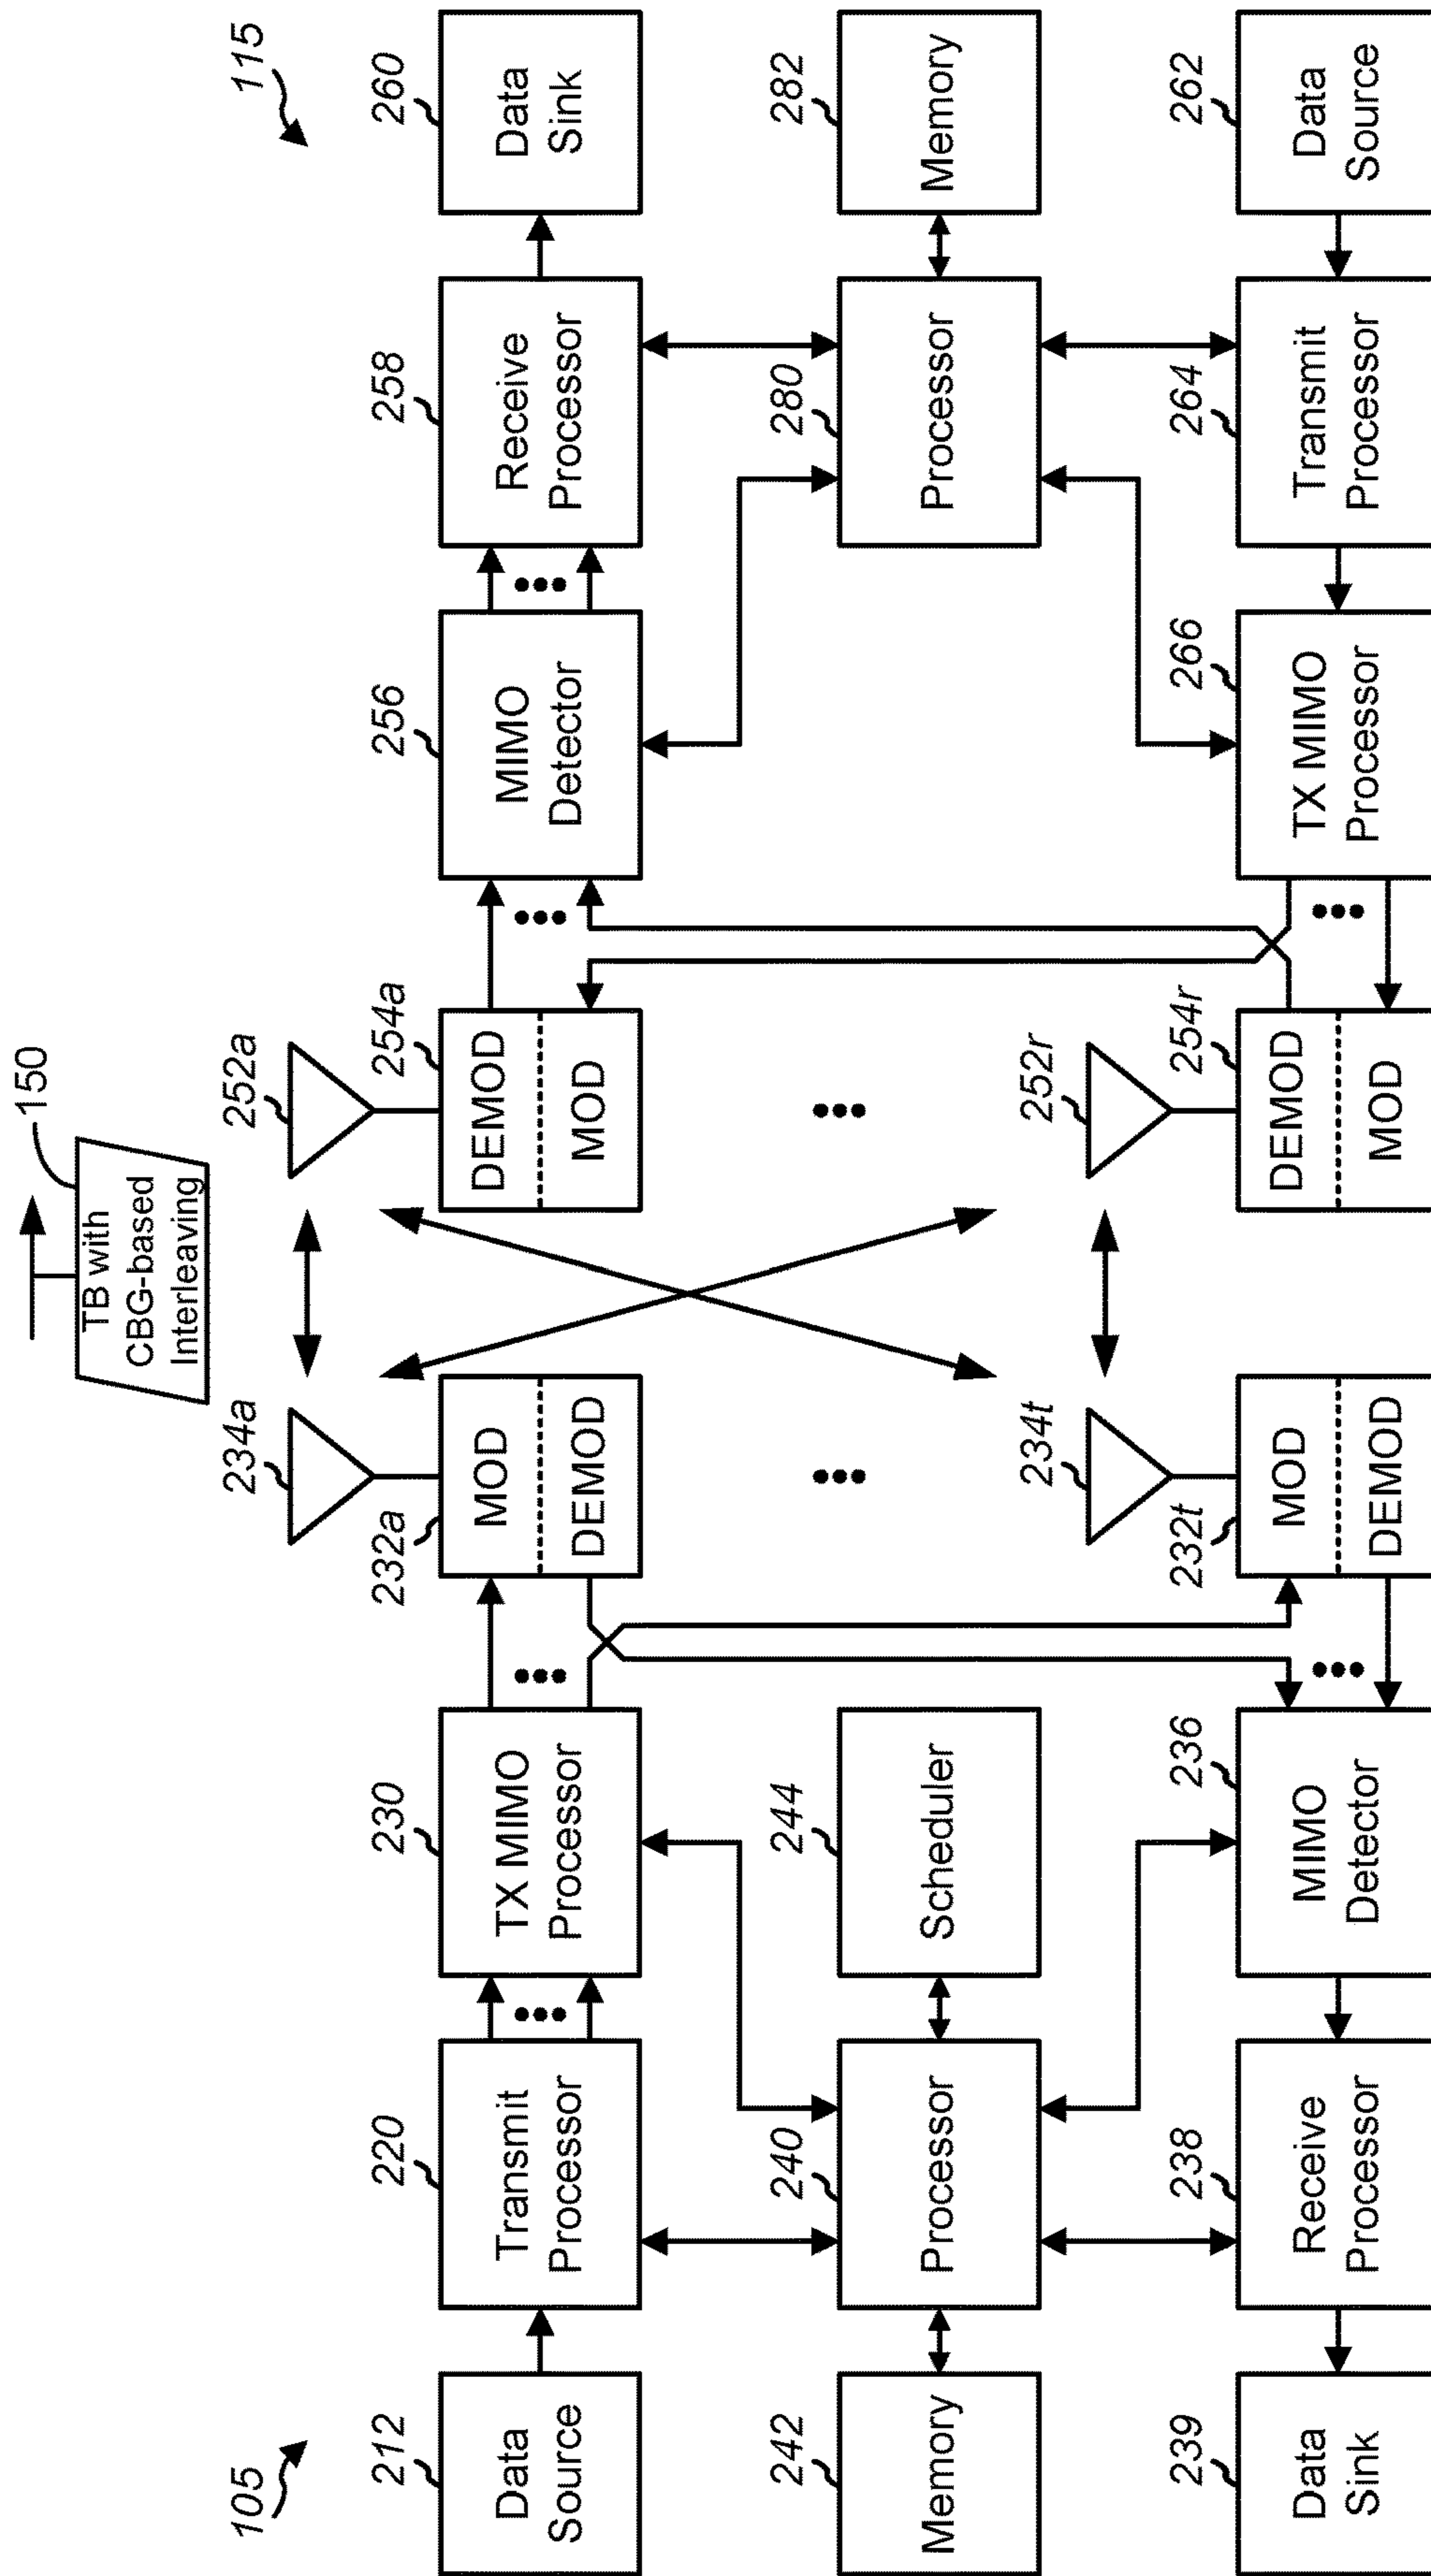 105
115
150
TB with
CBG-based
Interleaving
234a
252a
212
Data
Source
220
Transmit
Processor
230
TX MIMO
Processor
232a
MOD
DEMOD
254a
DEMOD
MOD
256
MIMO
Detector
258
Receive
Processor
260
Data
Sink
242
Memory
240
Processor
244
Scheduler
280
Processor
282
Memory
234t
252r
239
Data
Sink
238
Receive
Processor
236
MIMO
Detector
232t
MOD
DEMOD
254r
DEMOD
MOD
266
TX MIMO
Processor
264
Transmit
Processor
262
Data
Source